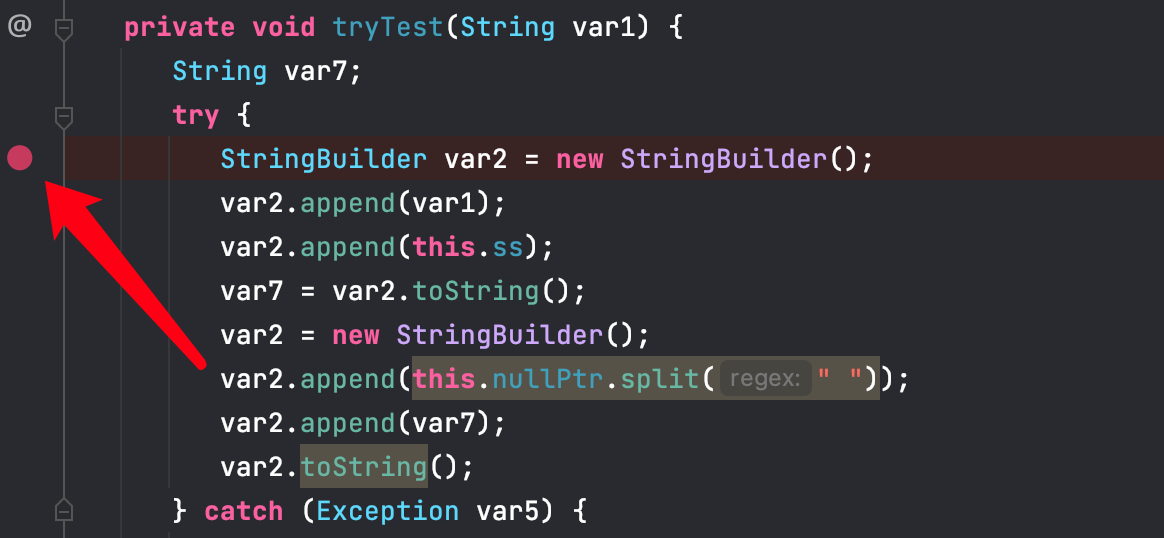 @ private void tryTest(String var1) {
String var7;
try {
StringBuilder var2 = new StringBuilder();
var2.append(var1);
var2.append(this.ss);
var7 = var2.toString();
var2 = new StringBuilder();
var2.append(this.nullPtr.split( regex: " "));
var2.append(var7);
var2.toString();
} catch (Exception var5) {